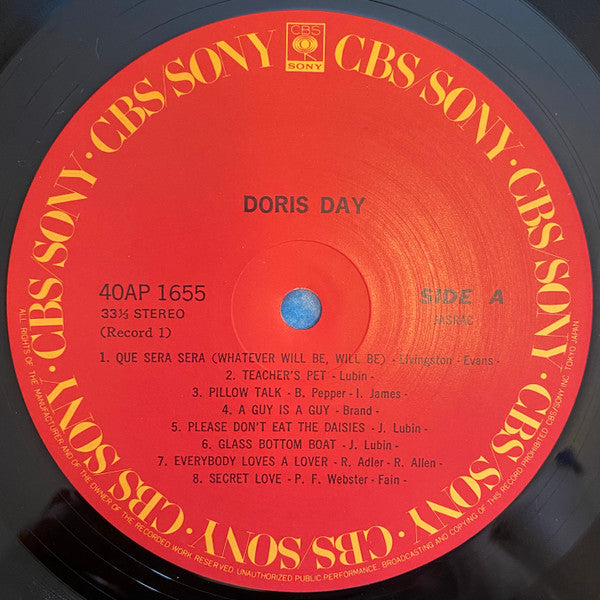 CBS
SONY
CBS/SONY · CBS/SONY · CBS/SONY · CBS/SONY · CBS/SONY · CBS/SONY · CBS/SONY · CBS/SONY
DORIS DAY
40AP 1655
33⅓ STEREO
(Record 1)
SIDE A
JASRAC
1. QUE SERA SERA (WHATEVER WILL BE, WILL BE) - Livingston - Evans -
2. TEACHER'S PET - Lubin -
3. PILLOW TALK - B. Pepper - I. James -
4. A GUY IS A GUY - Brand -
5. PLEASE DON'T EAT THE DAISIES - J. Lubin -
6. GLASS BOTTOM BOAT - J. Lubin -
7. EVERYBODY LOVES A LOVER - R. Adler - R. Allen -
8. SECRET LOVE - P. F. Webster - Fain -
ALL RIGHTS OF THE MANUFACTURER AND OF THE OWNER OF THE RECORDED WORK RESERVED. UNAUTHORIZED PUBLIC PERFORMANCE, BROADCASTING AND COPYING OF THIS RECORD PROHIBITED. CBS/SONY INC. TOKYO JAPAN